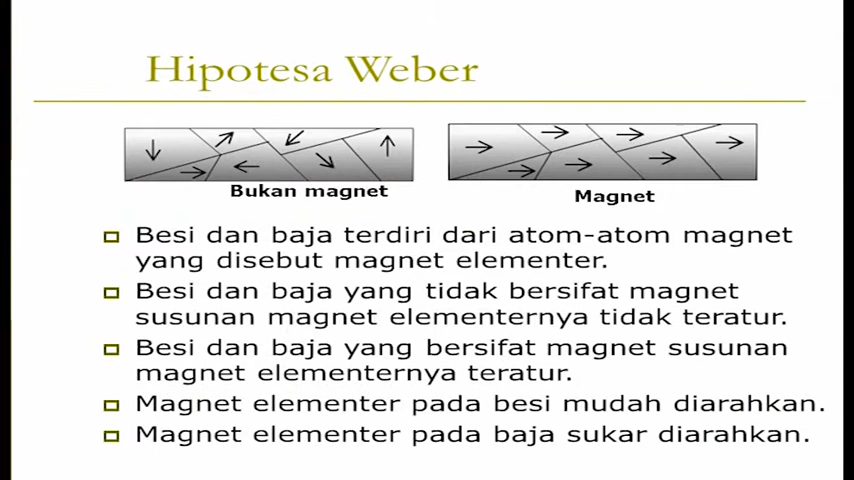 Hipotesa Weber
Bukan magnet
Magnet
Besi dan baja terdiri dari atom-atom magnet
yang disebut magnet elementer.
Besi dan baja yang tidak bersifat magnet
susunan magnet elementernya tidak teratur.
Besi dan baja yang bersifat magnet susunan
magnet elementernya teratur.
Magnet elementer pada besi mudah diarahkan.
Magnet elementer pada baja sukar diarahkan.